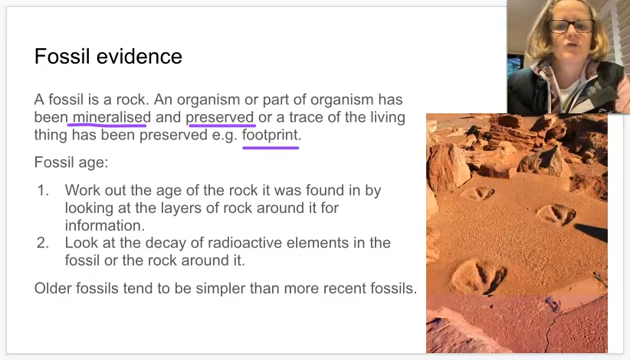 Fossil evidence
A fossil is a rock. An organism or part of organism has
been mineralised and preserved or a trace of the living
thing has been preserved e.g. footprint.
Fossil age:
1. Work out the age of the rock it was found in by
looking at the layers of rock around it for
information.
2. Look at the decay of radioactive elements in the
fossil or the rock around it.
Older fossils tend to be simpler than more recent fossils.